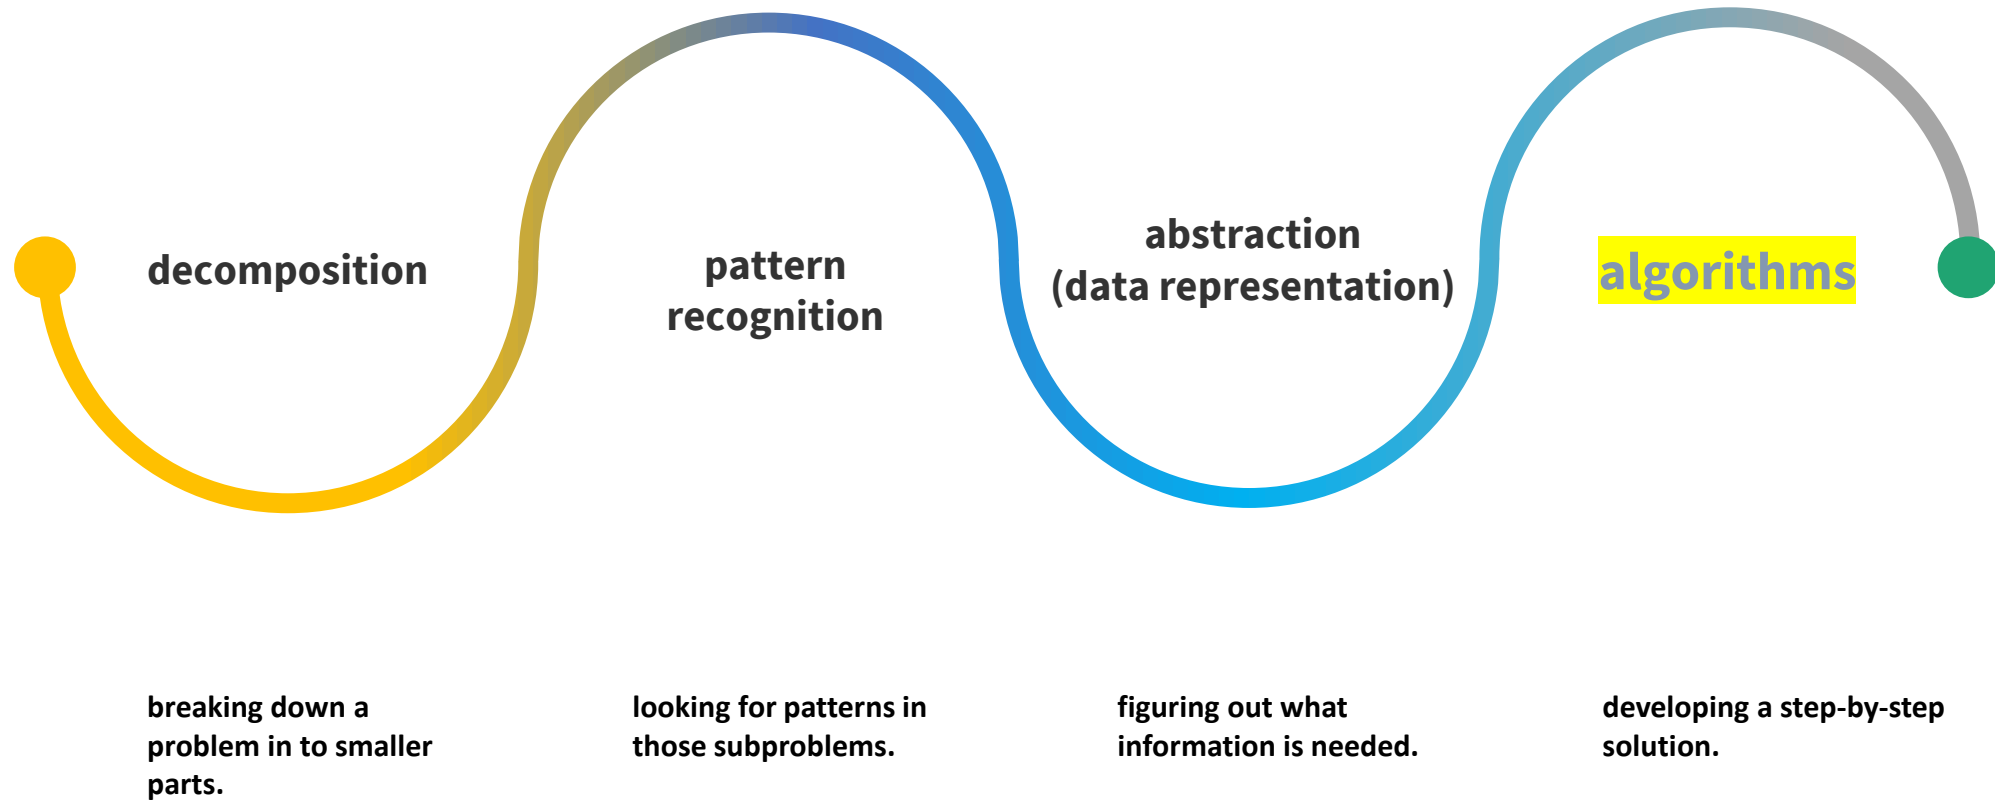 decomposition
pattern
recognition
abstraction
(data representation)
algorithms
breaking down a
problem in to smaller
parts.
looking for patterns in
those subproblems.
figuring out what
information is needed.
developing a step-by-step
solution.